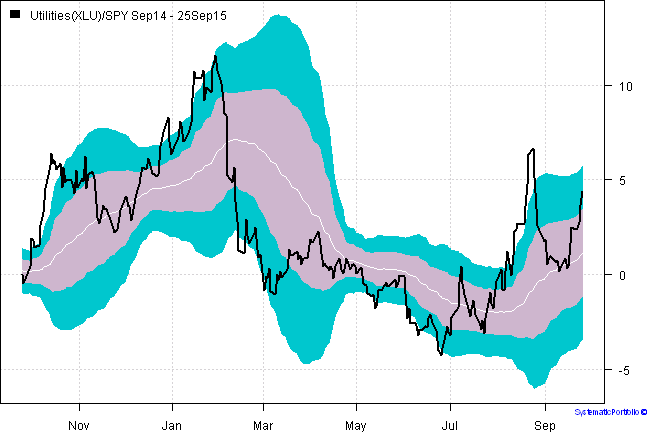 Utilities(XLU)/SPY Sep14 - 25Sep15
10
5
0
-5
Nov Jan Mar May Jul Sep
SystematicPortfolio ©